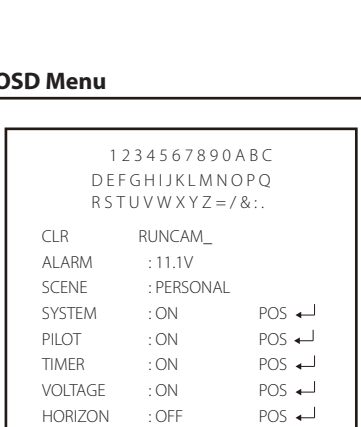 OSD Menu
1 2 3 4 5 6 7 8 9 0 A B C
D E F G H I J K L M N O P Q
R S T U V W X Y Z = / & : .
CLR RUNCAM_
ALARM : 11.1V
SCENE : PERSONAL
SYSTEM : ON POS ↵
PILOT : ON POS ↵
TIMER : ON POS ↵
VOLTAGE : ON POS ↵
HORIZON : OFF POS ↵